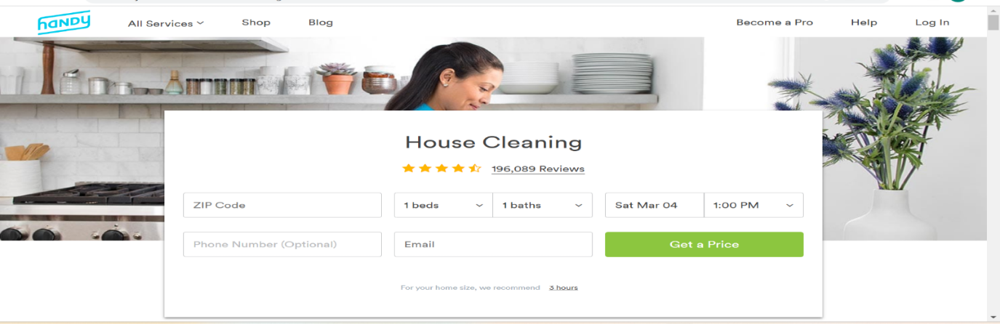 handy All Services Shop Blog Become a Pro Help Log In
House Cleaning
196,089 Reviews
ZIP Code 1 beds 1 baths Sat Mar 04 1:00 PM
Phone Number (Optional) Email Get a Price
For your home size, we recommend 3 hours